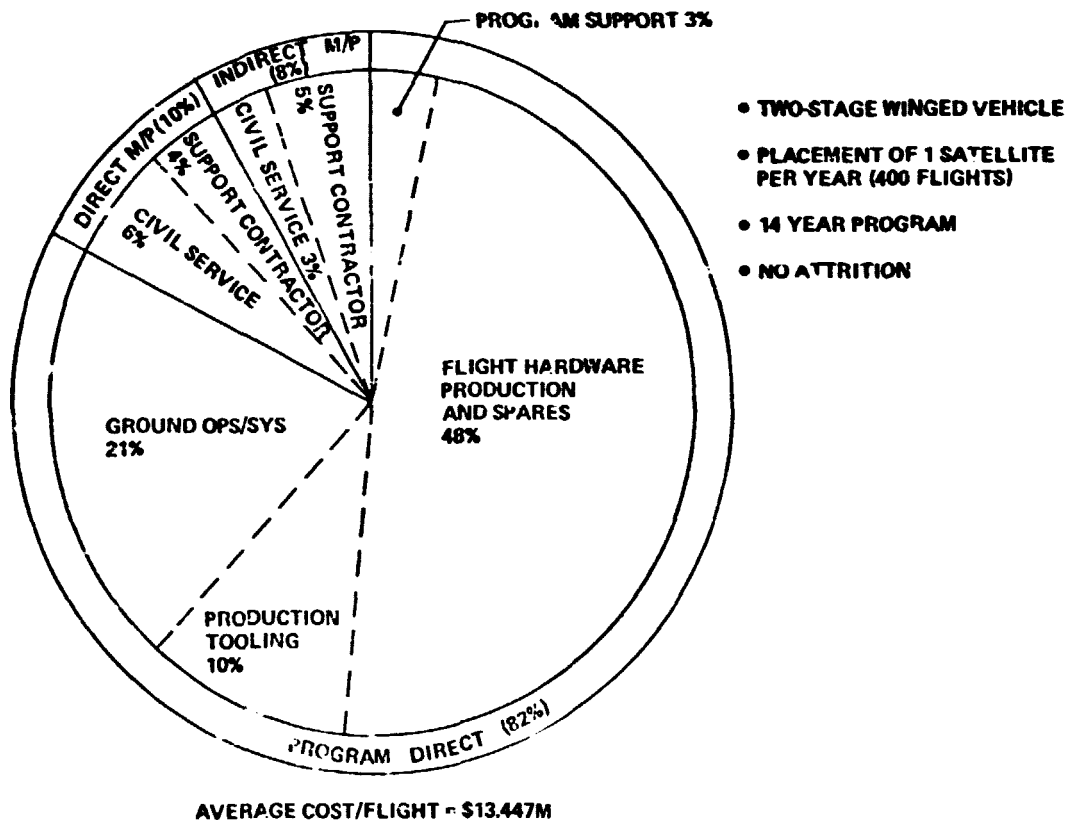 PROG. AM SUPPORT 3%
INDIRECT M/P
(8%)
DIRECT M/P (10%)
SUPPORT CONTRACTOR
5%
CIVIL SERVICE 3%
SUPPORT CONTRACTOR
4%
CIVIL SERVICE
6%
• TWO-STAGE WINGED VEHICLE
• PLACEMENT OF 1 SATELLITE
PER YEAR (400 FLIGHTS)
• 14 YEAR PROGRAM
• NO ATTRITION
FLIGHT HARDWARE
PRODUCTION
AND SPARES
48%
GROUND OPS/SYS
21%
PRODUCTION
TOOLING
10%
PROGRAM DIRECT (82%)
AVERAGE COST/FLIGHT = $13.447M